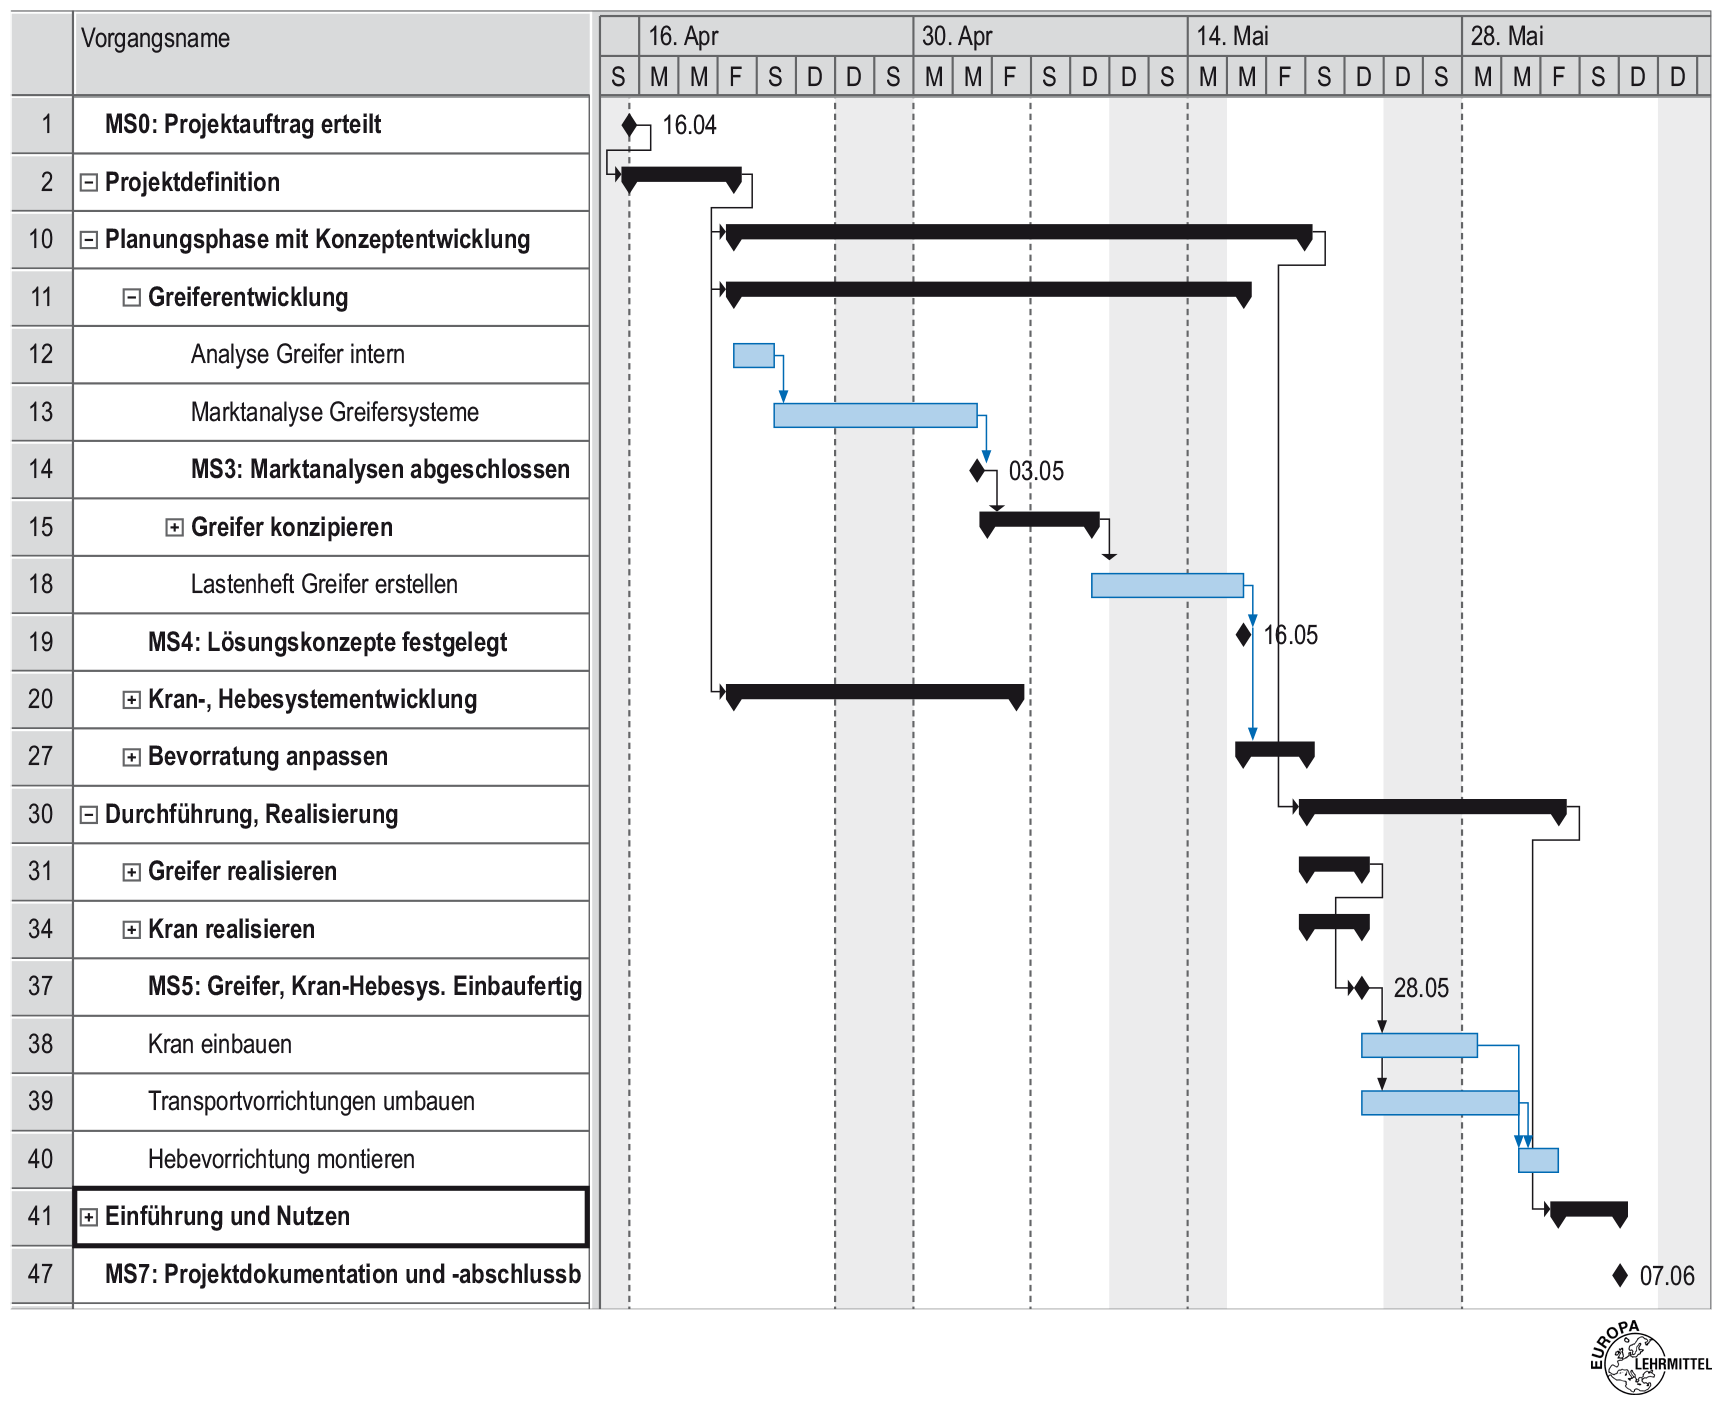 Vorgangsname
16. Apr 30. Apr 14. Mai 28. Mai
S M M F S D D S M M F S D D S M M F S D D S M M F S D D
1 MS0: Projektauftrag erteilt 16.04
2 Projektdefinition
10 Planungsphase mit Konzeptentwicklung
11 Greiferentwicklung
12 Analyse Greifer intern
13 Marktanalyse Greifersysteme
14 MS3: Marktanalysen abgeschlossen 03.05
15 Greifer konzipieren
18 Lastenheft Greifer erstellen
19 MS4: Lösungskonzepte festgelegt 16.05
20 Kran-, Hebesystementwicklung
27 Bevorratung anpassen
30 Durchführung, Realisierung
31 Greifer realisieren
34 Kran realisieren
37 MS5: Greifer, Kran-Hebesys. Einbaufertig 28.05
38 Kran einbauen
39 Transportvorrichtungen umbauen
40 Hebevorrichtung montieren
41 Einführung und Nutzen
47 MS7: Projektdokumentation und -abschlussb 07.06
EUROPA
LEHRMITTEL